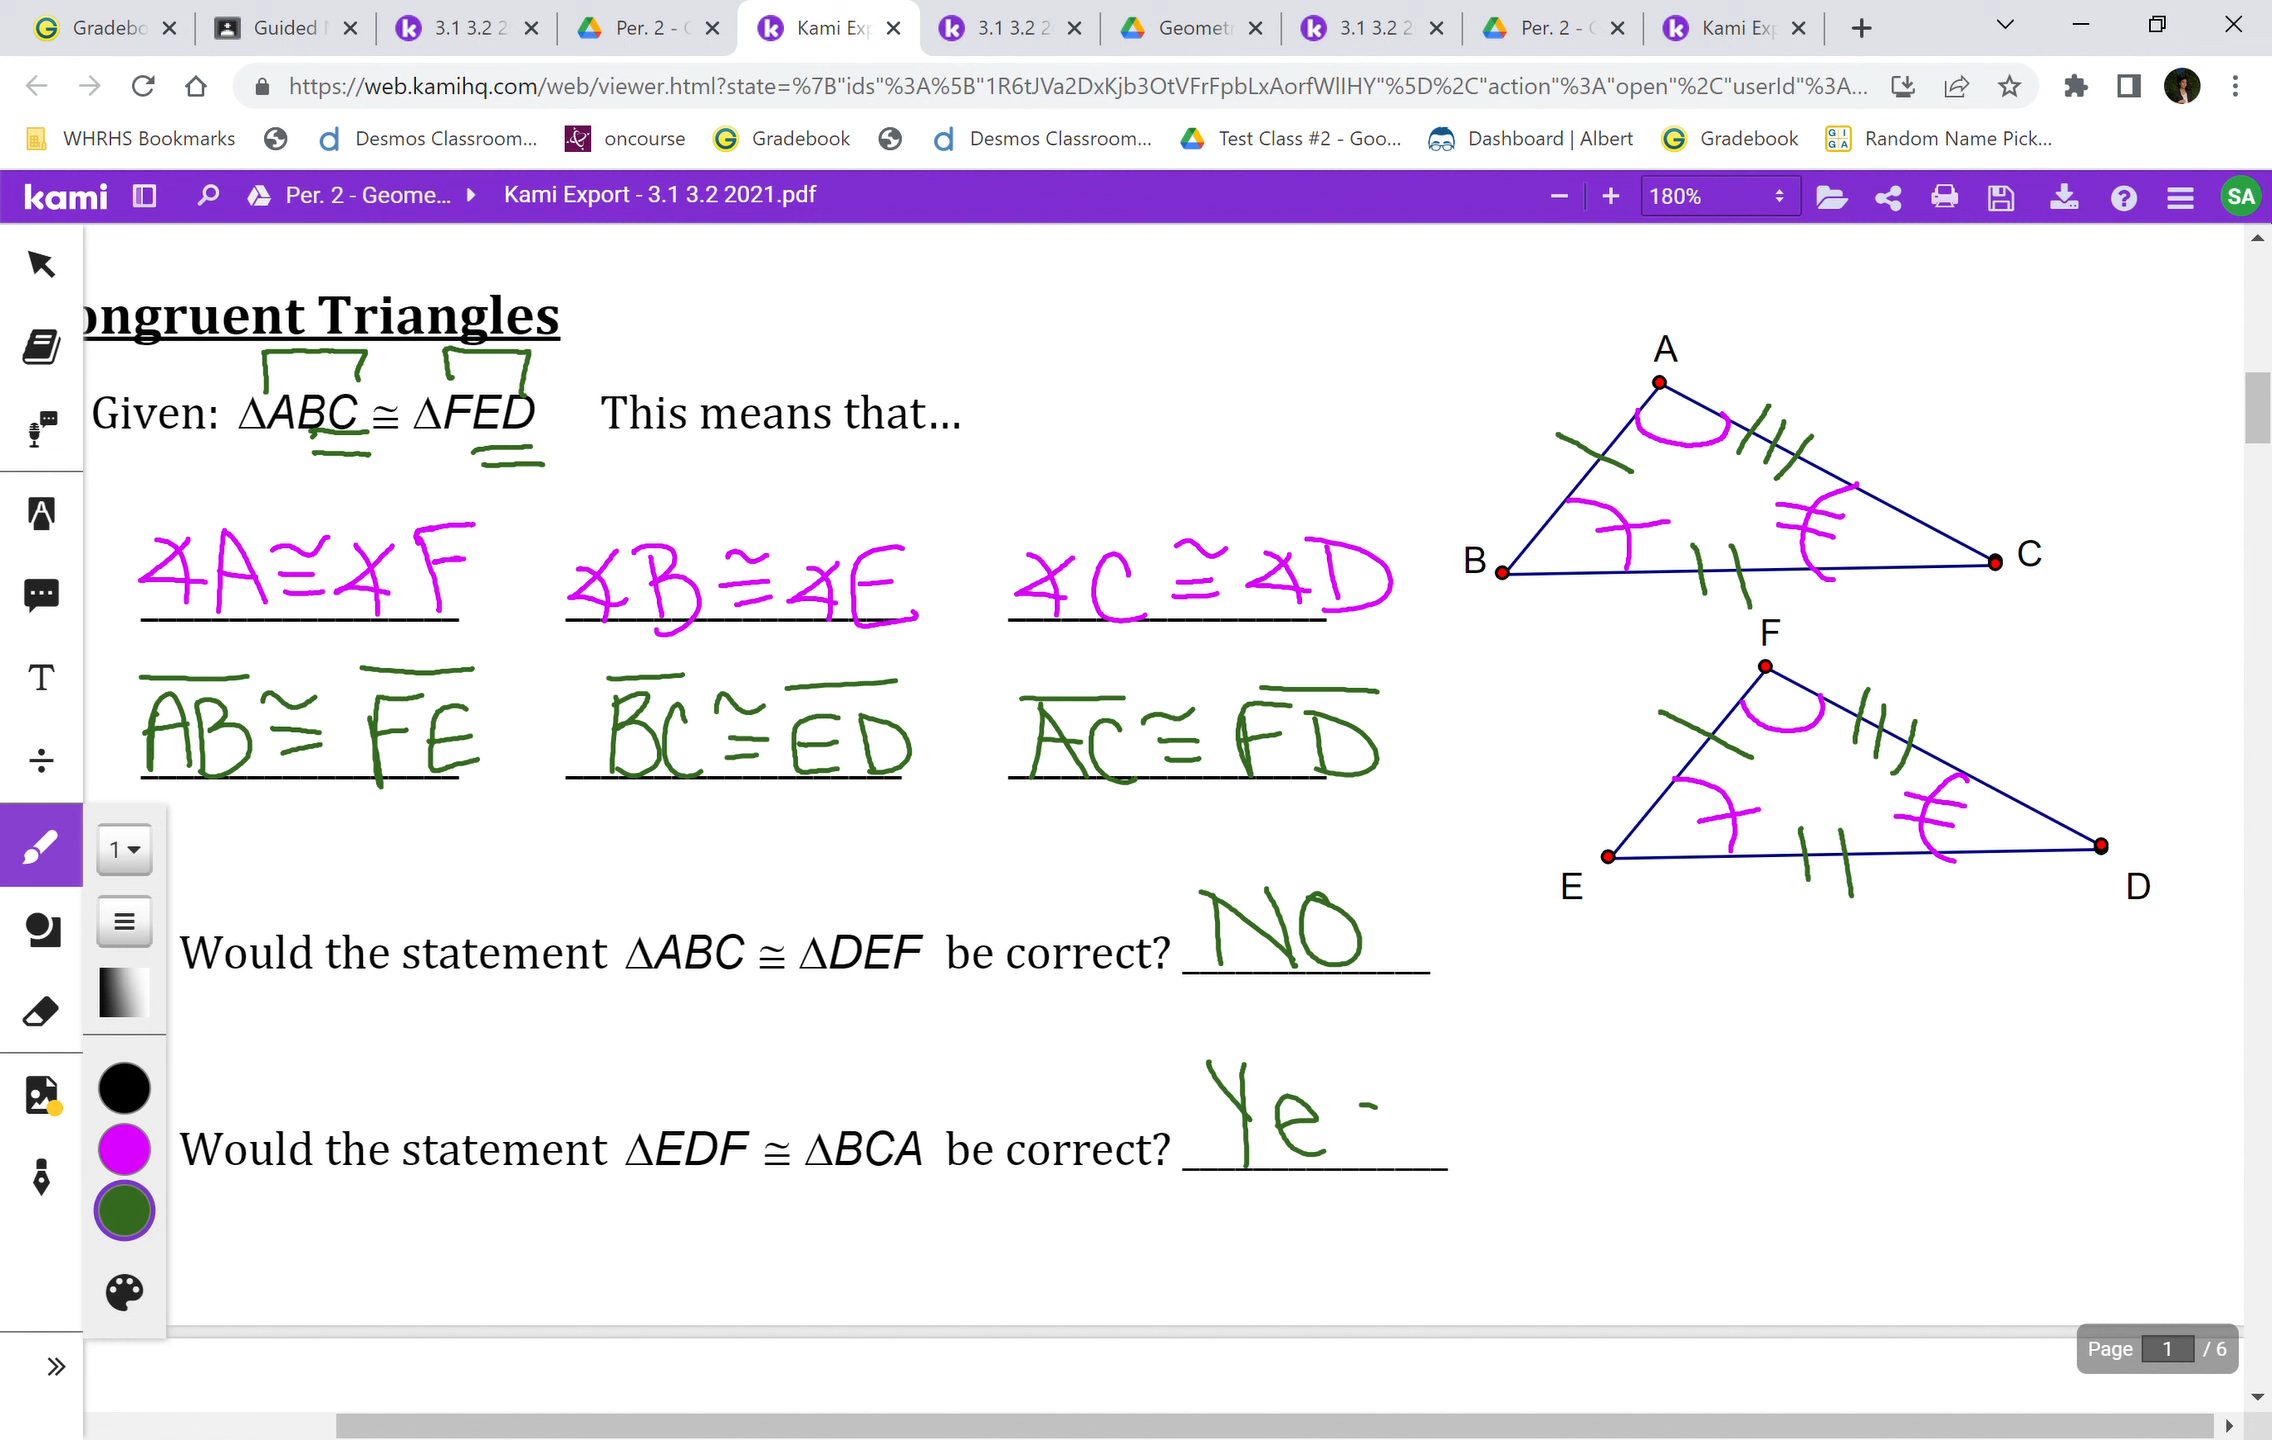 Gradebo Guided 3.1 3.2 2 Per. 2 - Kami Exp 3.1 3.2 2 Geomet 3.1 3.2 2 Per. 2 - Kami Exp
https://web.kamihq.com/web/viewer.html?state=%7B"ids"%3A%5B"1R6tJVa2DxKjb3OtVFrFpbLxAorfWlIHY"%5D%2C"action"%3A"open"%2C"userId"%3A...
WHRHS Bookmarks Desmos Classroom... oncourse Gradebook Desmos Classroom... Test Class #2 - Goo... Dashboard | Albert Gradebook GIGA Random Name Pick...
kami Per. 2 - Geome... Kami Export - 3.1 3.2 2021.pdf 180% SA
ongruent Triangles
Given: ΔABC ≅ ΔFED This means that...
∡A ≅ ∡F ∡B ≅ ∡E ∡C ≅ ∡D
AB ≅ FE BC ≅ ED AC ≅ FD
A
B
C
F
E
D
Would the statement ΔABC ≅ ΔDEF be correct? NO
Would the statement ΔEDF ≅ ΔBCA be correct? Ye
1
Page 1 / 6